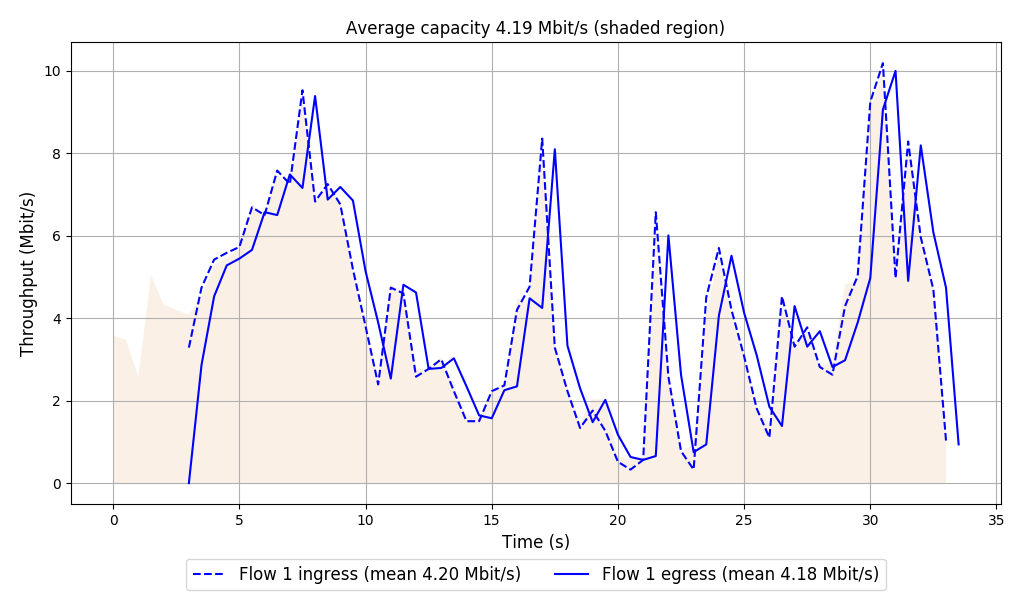 Average capacity 4.19 Mbit/s (shaded region)
Throughput (Mbit/s)
10
8
6
4
2
0
0 5 10 15 20 25 30 35
Time (s)
Flow 1 ingress (mean 4.20 Mbit/s) Flow 1 egress (mean 4.18 Mbit/s)